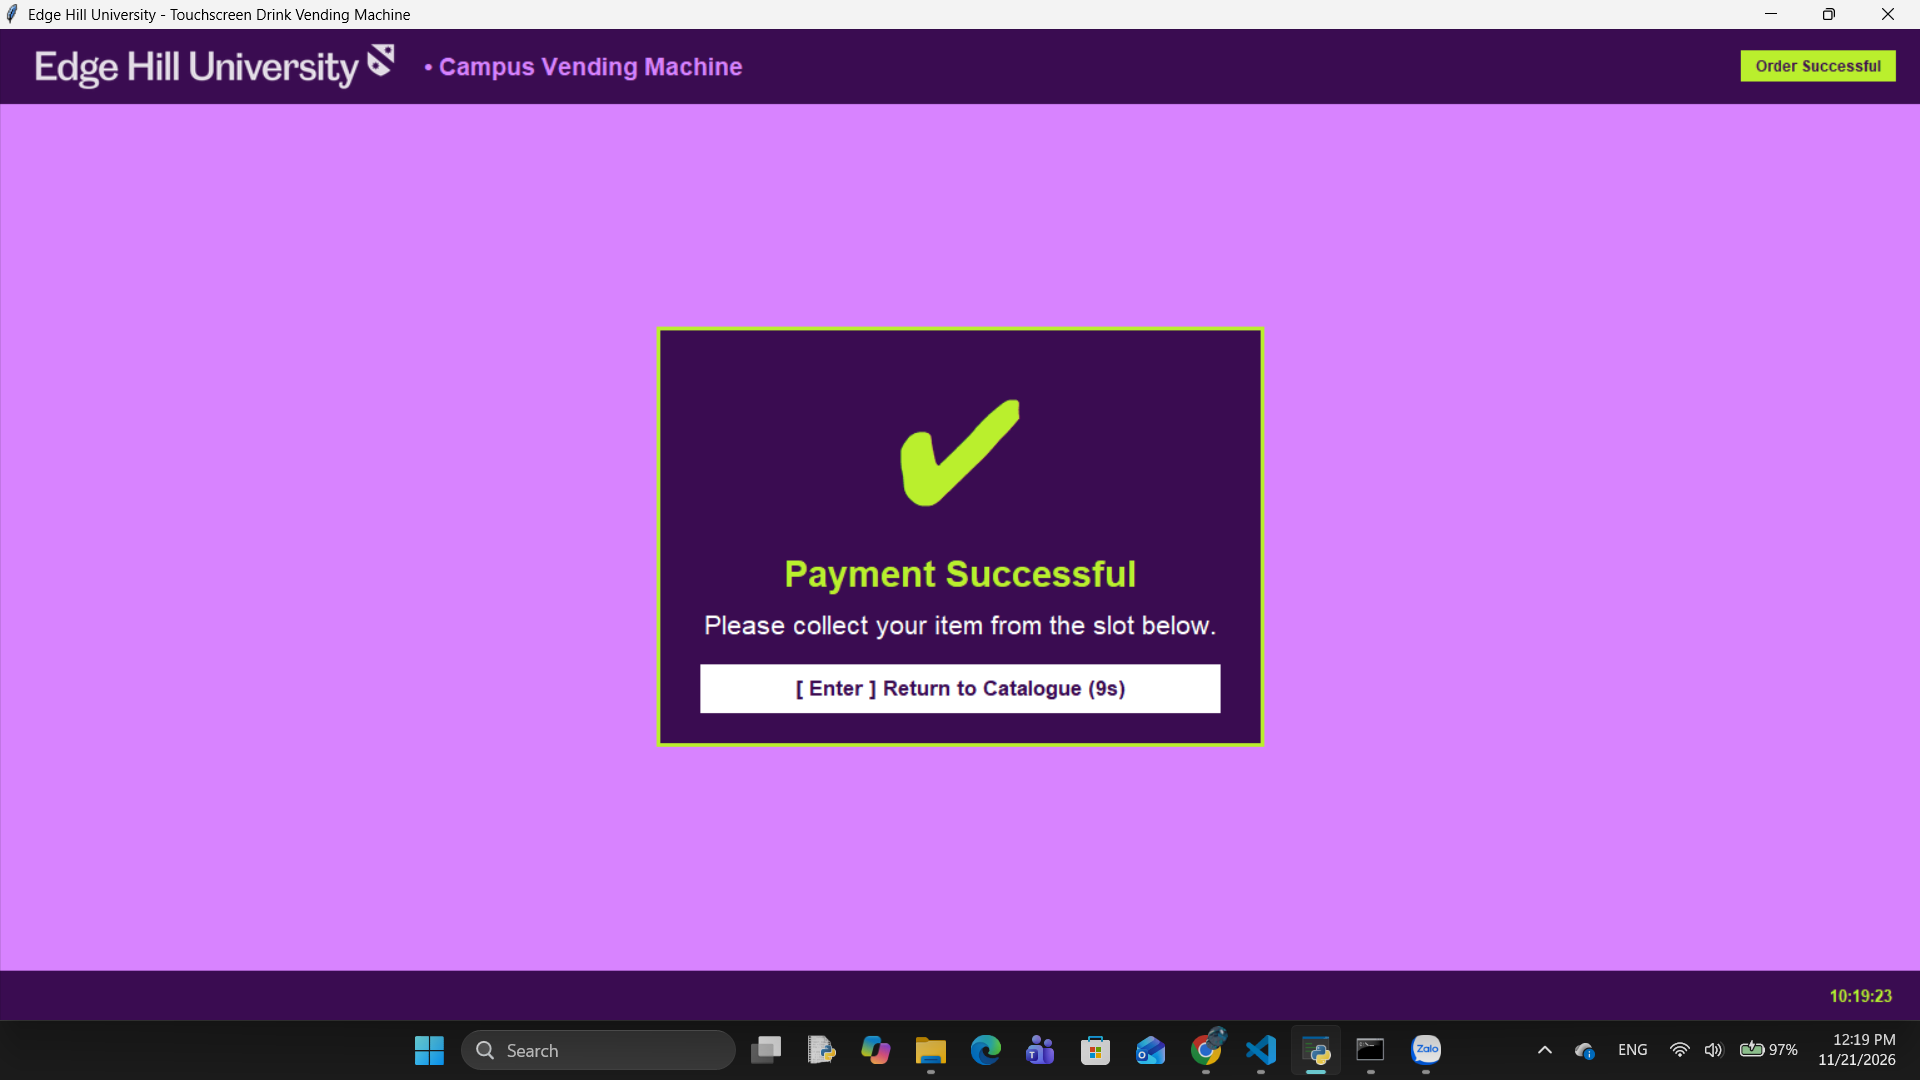 Edge Hill University - Touchscreen Drink Vending Machine
Edge Hill University • Campus Vending Machine
Order Successful
Payment Successful
Please collect your item from the slot below.
[ Enter ] Return to Catalogue (9s)
10:19:23
Search
Zalo
ENG
97%
12:19 PM
11/21/2026